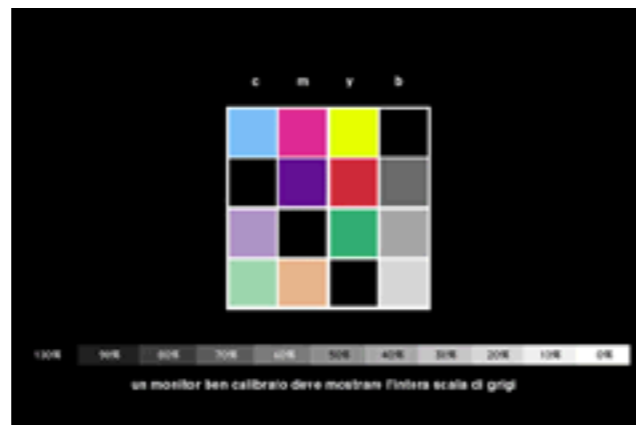 c m y b
100% 90% 80% 70% 60% 50% 40% 30% 20% 10% 0%
un monitor ben calibrato deve mostrare l'intera scala di grigi